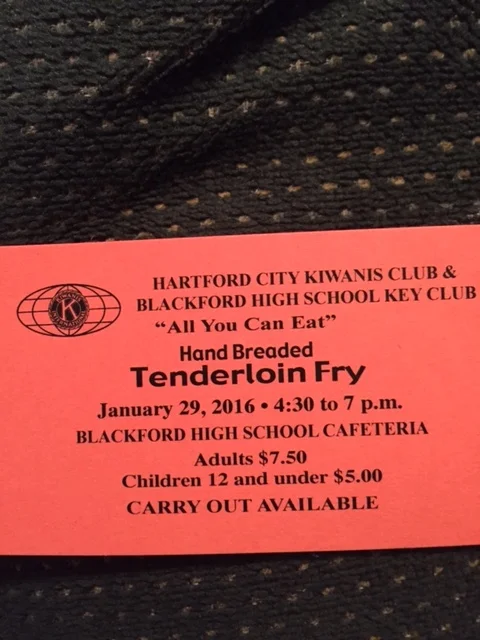 HARTFORD CITY KIWANIS CLUB &
BLACKFORD HIGH SCHOOL KEY CLUB
"All You Can Eat"
Hand Breaded
Tenderloin Fry
January 29, 2016 • 4:30 to 7 p.m.
BLACKFORD HIGH SCHOOL CAFETERIA
Adults $7.50
Children 12 and under $5.00
CARRY OUT AVAILABLE
KIWANIS
K
INTERNATIONAL